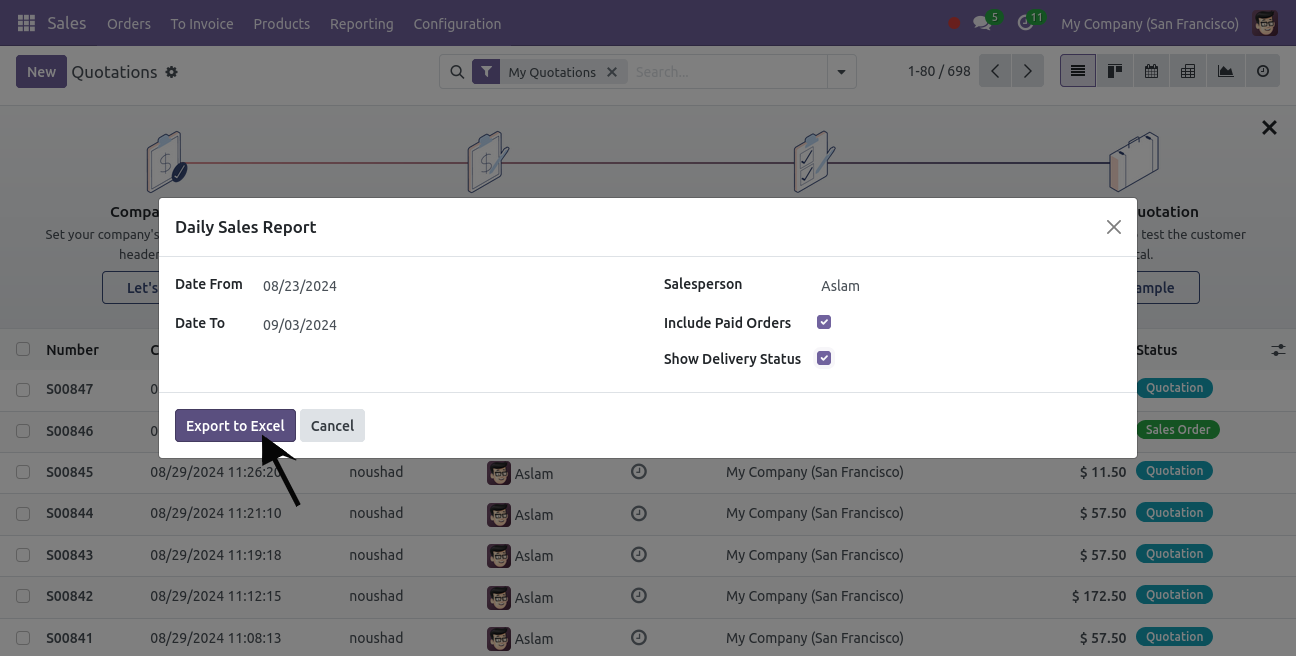 Sales Orders To Invoice Products Reporting Configuration 5 11 My Company (San Francisco)
New Quotations My Quotations Search... 1-80 / 698
Set your company's test the customer
header
Let's
Daily Sales Report
Date From 08/23/2024 Salesperson Aslam
Date To 09/03/2024 Include Paid Orders
Show Delivery Status
Export to Excel Cancel
Number Status
S00847 Quotation
S00846 Sales Order
S00845 08/29/2024 11:26:20 noushad Aslam My Company (San Francisco) $ 11.50 Quotation
S00844 08/29/2024 11:21:10 noushad Aslam My Company (San Francisco) $ 57.50 Quotation
S00843 08/29/2024 11:19:18 noushad Aslam My Company (San Francisco) $ 57.50 Quotation
S00842 08/29/2024 11:12:15 noushad Aslam My Company (San Francisco) $ 172.50 Quotation
S00841 08/29/2024 11:08:13 noushad Aslam My Company (San Francisco) $ 57.50 Quotation